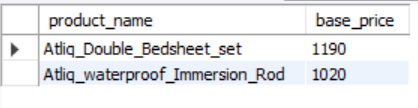 product_name base_price
Atliq_Double_Bedsheet_set 1190
Atliq_waterproof_Immersion_Rod 1020